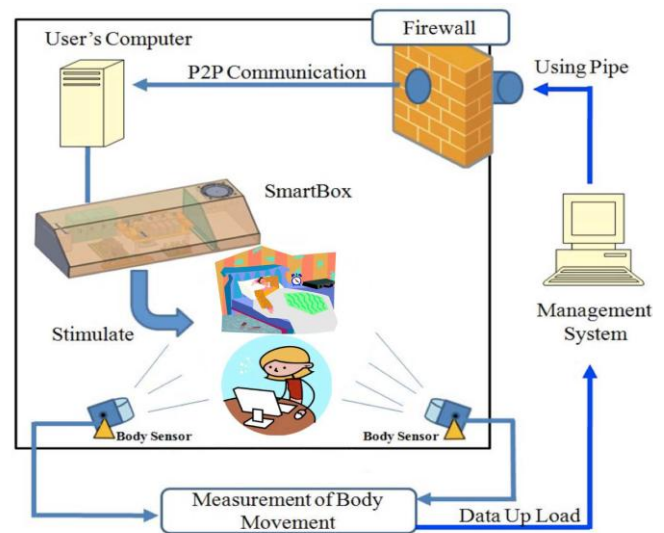 Firewall
User's Computer
P2P Communication
Using Pipe
SmartBox
Stimulate
Management
System
Body Sensor
Body Sensor
Measurement of Body
Movement
Data Up Load